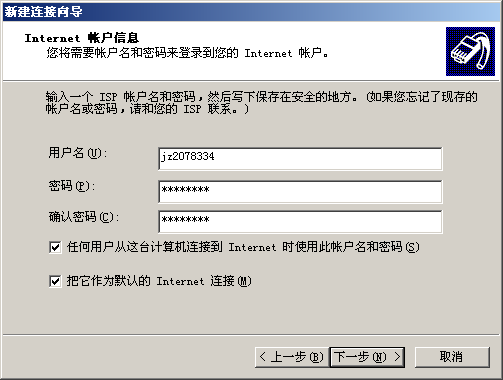 新建连接向导
Internet 帐户信息
您将需要帐户名和密码来登录到您的 Internet 帐户。
输入一个 ISP 帐户名和密码，然后写下保存在安全的地方。(如果您忘记了现存的
帐户名或密码，请和您的 ISP 联系。)
用户名(U): jz2078334
密码(P): ********
确认密码(C): ********
任何用户从这台计算机连接到 Internet 时使用此帐户名和密码(S)
把它作为默认的 Internet 连接(M)
< 上一步(B) 下一步(N) > 取消